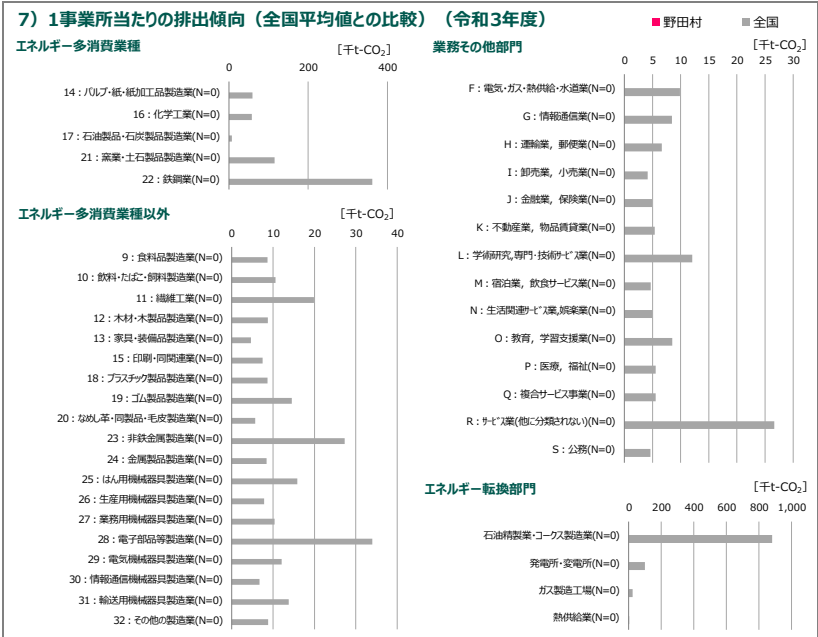 7）1事業所当たりの排出傾向（全国平均値との比較）（令和3年度）
■野田村 ■全国
エネルギー多消費業種
[千t-CO₂]
0 200 400
14：パルプ・紙・紙加工品製造業(N=0)
16：化学工業(N=0)
17：石油製品・石炭製品製造業(N=0)
21：窯業・土石製品製造業(N=0)
22：鉄鋼業(N=0)
エネルギー多消費業種以外
[千t-CO₂]
0 10 20 30 40
9：食料品製造業(N=0)
10：飲料・たばこ・飼料製造業(N=0)
11：繊維工業(N=0)
12：木材・木製品製造業(N=0)
13：家具・装備品製造業(N=0)
15：印刷・同関連業(N=0)
18：プラスチック製品製造業(N=0)
19：ゴム製品製造業(N=0)
20：なめし革・同製品・毛皮製造業(N=0)
23：非鉄金属製造業(N=0)
24：金属製品製造業(N=0)
25：はん用機械器具製造業(N=0)
26：生産用機械器具製造業(N=0)
27：業務用機械器具製造業(N=0)
28：電子部品等製造業(N=0)
29：電気機械器具製造業(N=0)
30：情報通信機械器具製造業(N=0)
31：輸送用機械器具製造業(N=0)
32：その他の製造業(N=0)
業務その他部門
[千t-CO₂]
0 5 10 15 20 25 30
F：電気・ガス・熱供給・水道業(N=0)
G：情報通信業(N=0)
H：運輸業，郵便業(N=0)
I：卸売業，小売業(N=0)
J：金融業，保険業(N=0)
K：不動産業，物品賃貸業(N=0)
L：学術研究,専門・技術ｻｰﾋﾞｽ業(N=0)
M：宿泊業，飲食サービス業(N=0)
N：生活関連ｻｰﾋﾞｽ業,娯楽業(N=0)
O：教育，学習支援業(N=0)
P：医療，福祉(N=0)
Q：複合サービス事業(N=0)
R：ｻｰﾋﾞｽ業(他に分類されない)(N=0)
S：公務(N=0)
エネルギー転換部門
[千t-CO₂]
0 200 400 600 800 1,000
石油精製業・コークス製造業(N=0)
発電所・変電所(N=0)
ガス製造工場(N=0)
熱供給業(N=0)